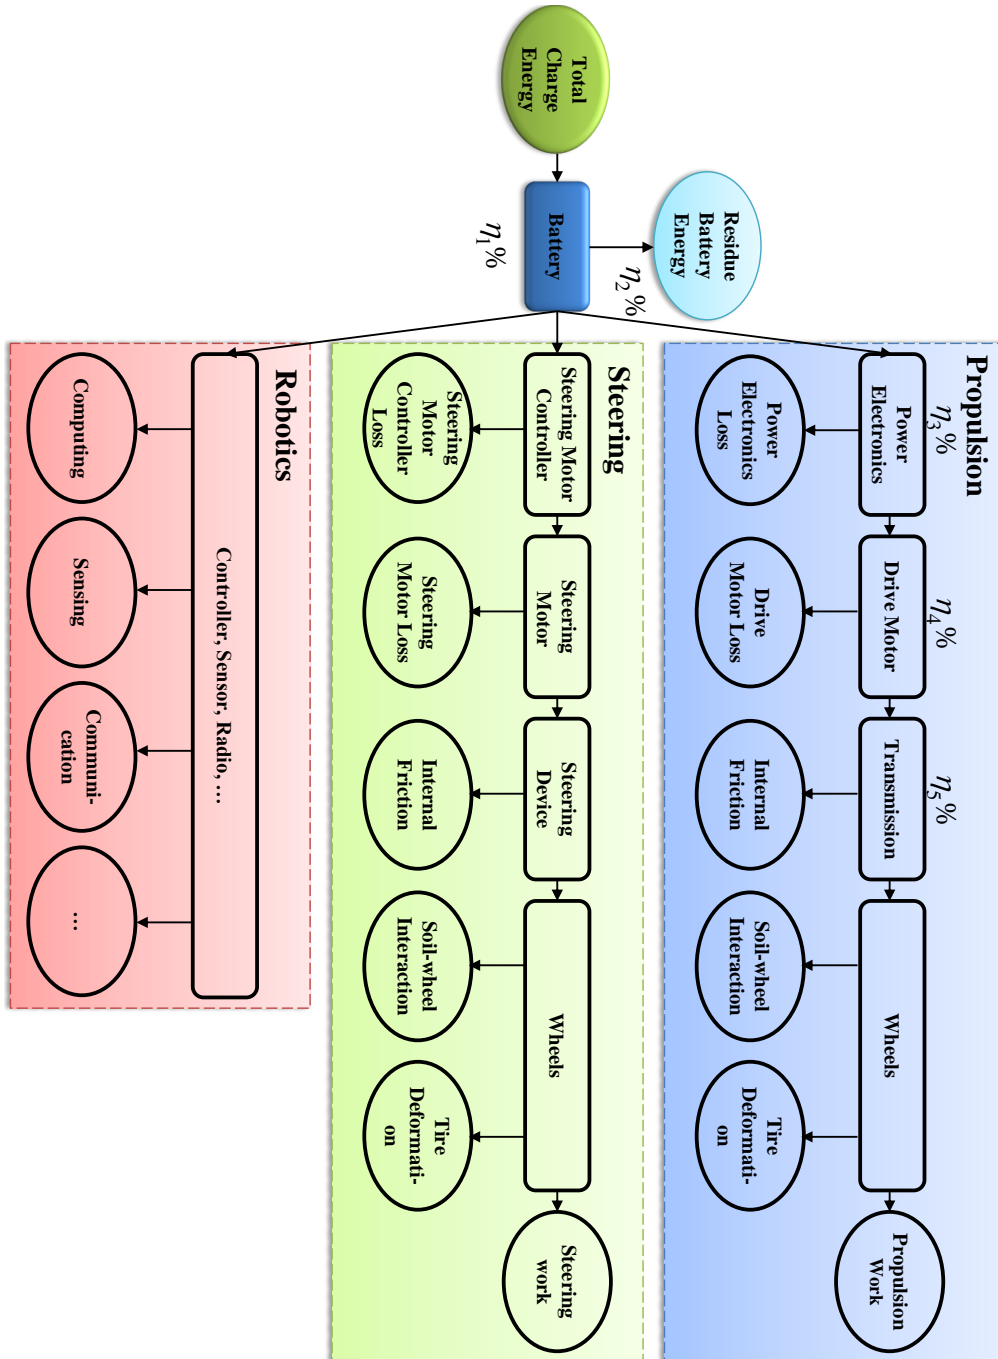 Total
Charge
Energy
Battery
η1%
Residue
Battery
Energy
η2%
Propulsion
η3%
Power
Electronics
η4%
Drive Motor
η5%
Transmission
Wheels
Propulsion
Work
Power
Electronics
Loss
Drive
Motor Loss
Internal
Friction
Soil-wheel
Interaction
Tire
Deformati-
on
Steering
Steering Motor
Controller
Steering
Motor
Steering
Device
Wheels
Steering
work
Steering
Motor
Controller
Loss
Steering
Motor Loss
Internal
Friction
Soil-wheel
Interaction
Tire
Deformati-
on
Robotics
Controller, Sensor, Radio, ...
Computing
Sensing
Communi-
cation
...